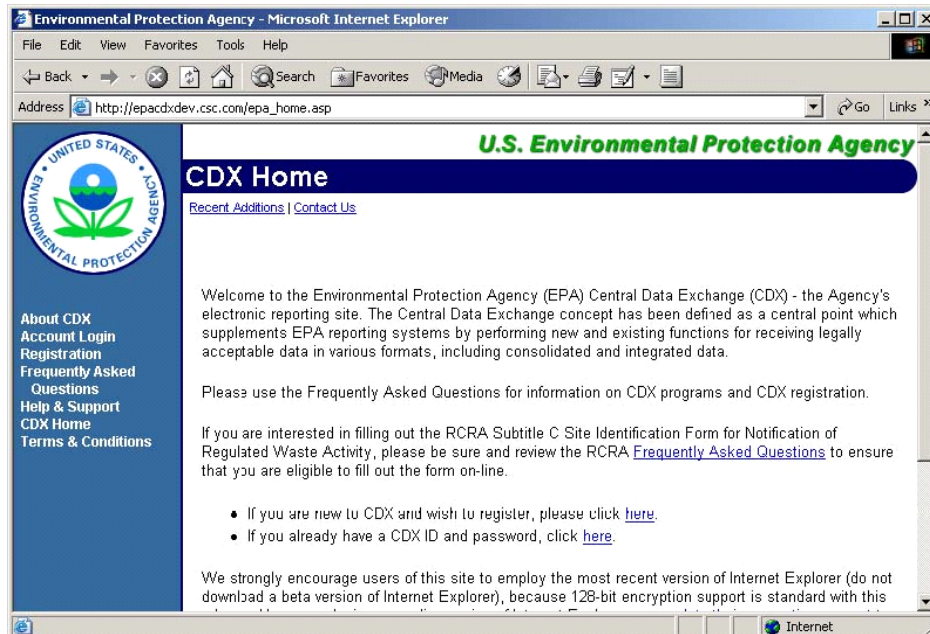 Environmental Protection Agency - Microsoft Internet Explorer
File Edit View Favorites Tools Help
Back Search Favorites Media
Address http://epacdxdev.csc.com/epa_home.asp Go Links »
UNITED STATES
ENVIRONMENTAL PROTECTION AGENCY
U.S. Environmental Protection Agency
CDX Home
Recent Additions | Contact Us
About CDX
Account Login
Registration
Frequently Asked
Questions
Help & Support
CDX Home
Terms & Conditions
Welcome to the Environmental Protection Agency (EPA) Central Data Exchange (CDX) - the Agency's
electronic reporting site. The Central Data Exchange concept has been defined as a central point which
supplements EPA reporting systems by performing new and existing functions for receiving legally
acceptable data in various formats, including consolidated and integrated data.
Please use the Frequently Asked Questions for information on CDX programs and CDX registration.
If you are interested in filling out the RCRA Subtitle C Site Identification Form for Notification of
Regulated Waste Activity, please be sure and review the RCRA Frequently Asked Questions to ensure
that you are eligible to fill out the form on-line.
• If you are new to CDX and wish to register, please click here.
• If you already have a CDX ID and password, click here.
We strongly encourage users of this site to employ the most recent version of Internet Explorer (do not
download a beta version of Internet Explorer), because 128-bit encryption support is standard with this
Internet